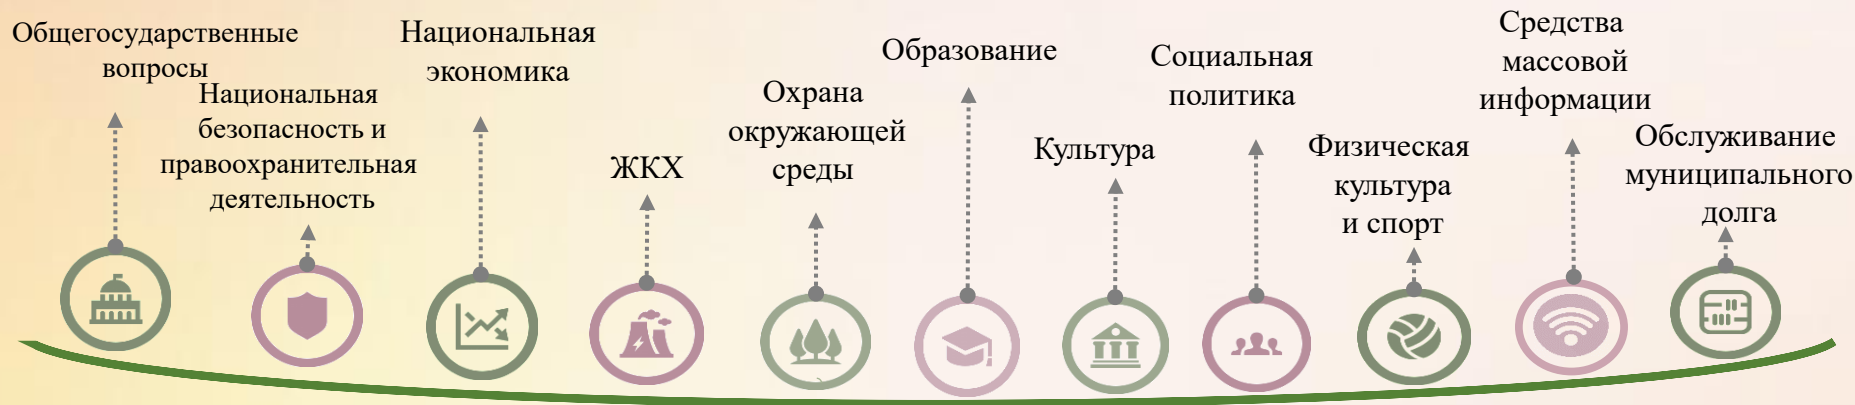 Общегосударственные
вопросы
Национальная
безопасность и
правоохранительная
деятельность
Национальная
экономика
ЖКХ
Охрана
окружающей
среды
Образование
Культура
Социальная
политика
Физическая
культура
и спорт
Средства
массовой
информации
Обслуживание
муниципального
долга